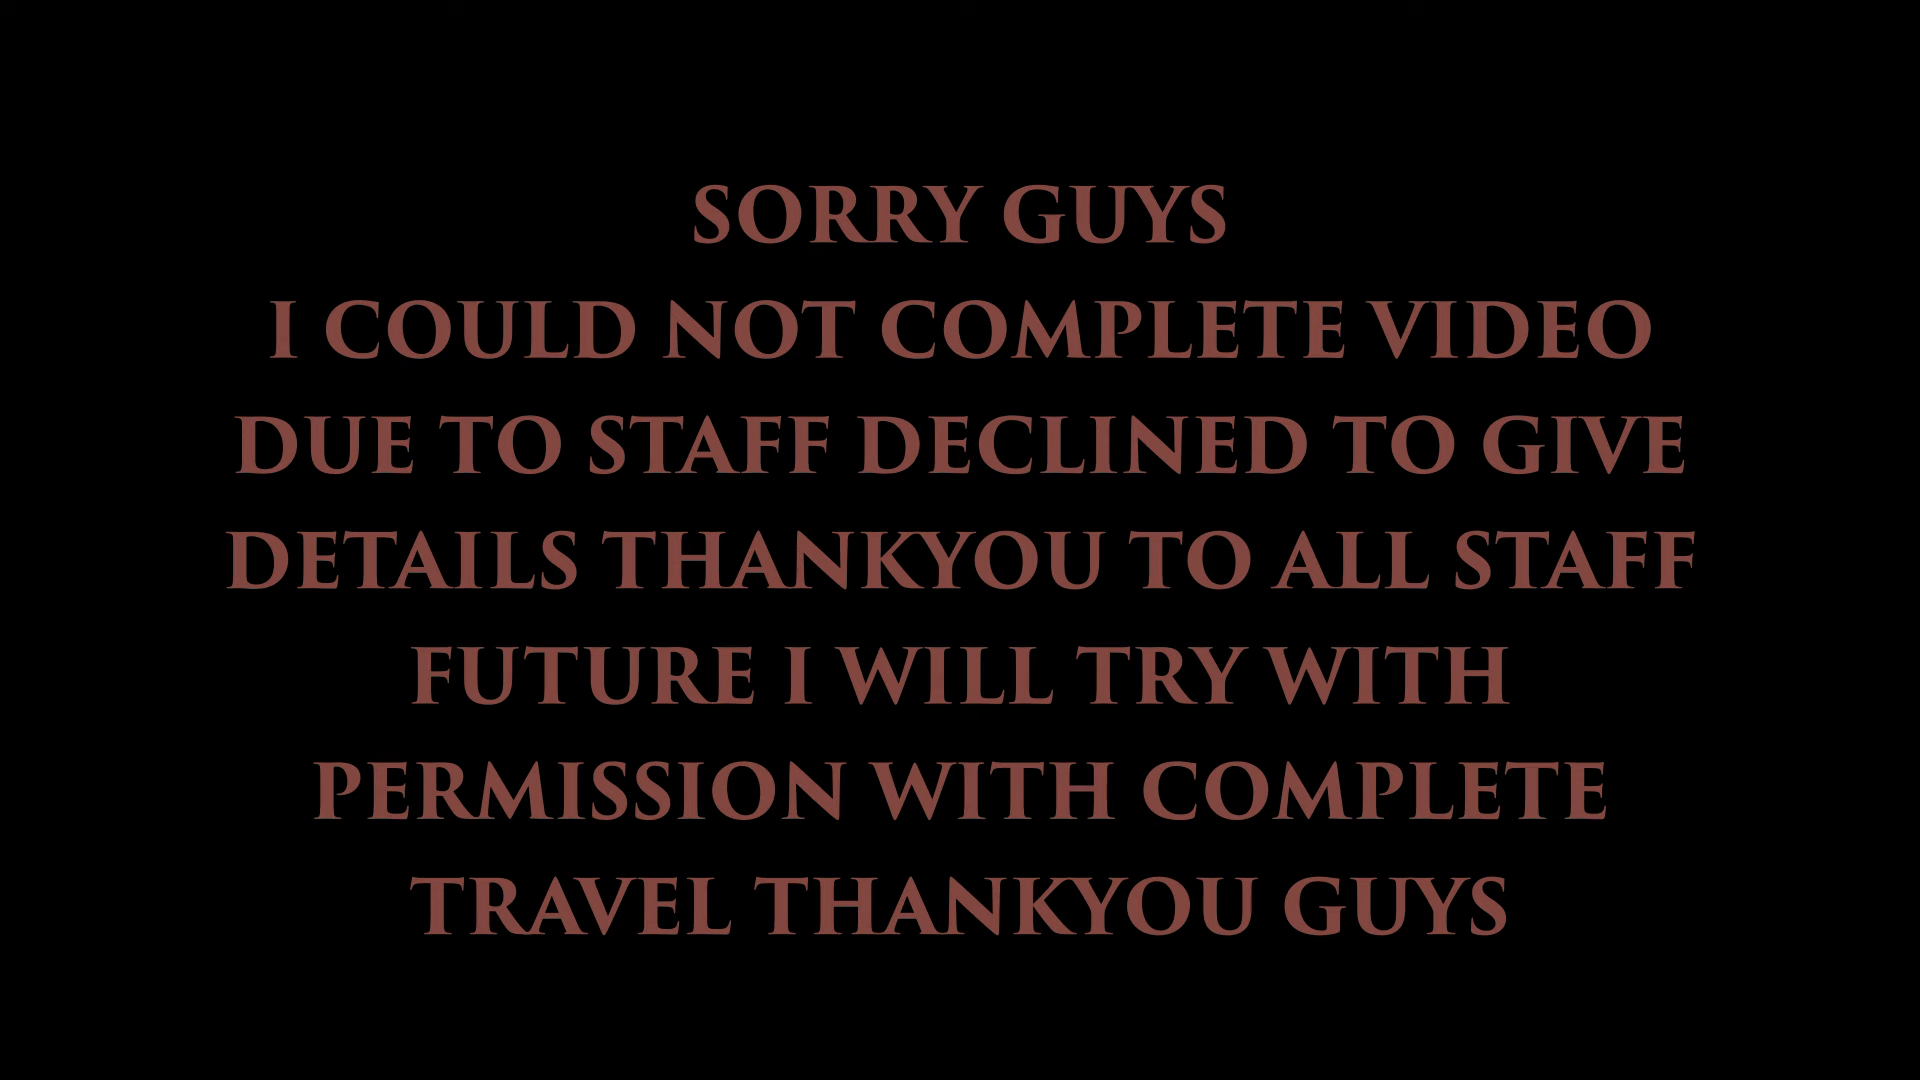 SORRY GUYS
I COULD NOT COMPLETE VIDEO
DUE TO STAFF DECLINED TO GIVE
DETAILS THANKYOU TO ALL STAFF
FUTURE I WILL TRY WITH
PERMISSION WITH COMPLETE
TRAVEL THANKYOU GUYS